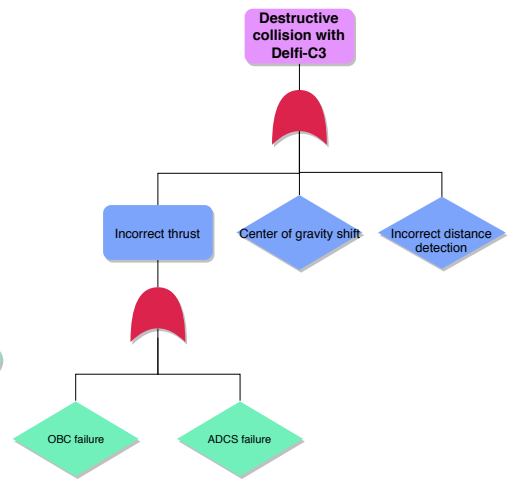 Destructive
collision with
Delfi-C3
Incorrect thrust
Center of gravity shift
Incorrect distance
detection
OBC failure
ADCS failure